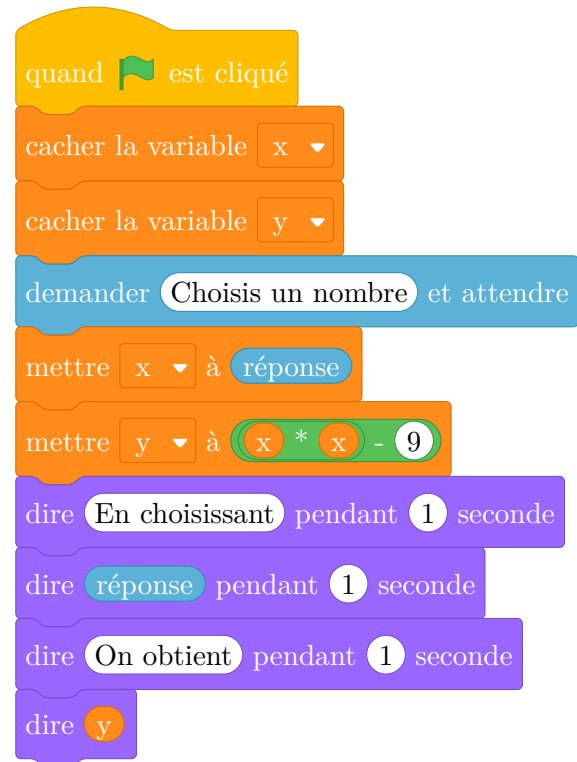 quand est cliqué
cacher la variable x
cacher la variable y
demander Choisis un nombre et attendre
mettre x à réponse
mettre y à x * x - 9
dire En choisissant pendant 1 seconde
dire réponse pendant 1 seconde
dire On obtient pendant 1 seconde
dire y